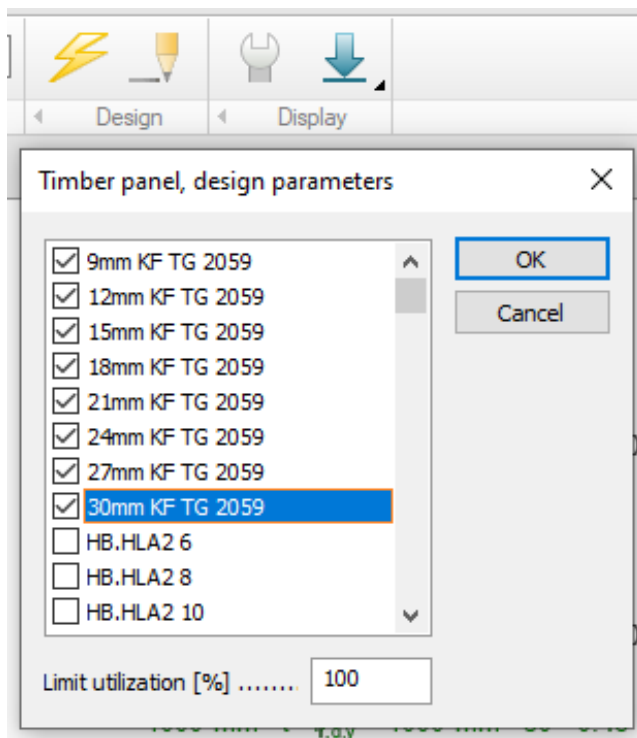 Design
Display
Timber panel, design parameters
9mm KF TG 2059
12mm KF TG 2059
15mm KF TG 2059
18mm KF TG 2059
21mm KF TG 2059
24mm KF TG 2059
27mm KF TG 2059
30mm KF TG 2059
HB.HLA2 6
HB.HLA2 8
HB.HLA2 10
OK
Cancel
Limit utilization [%] ........ 100